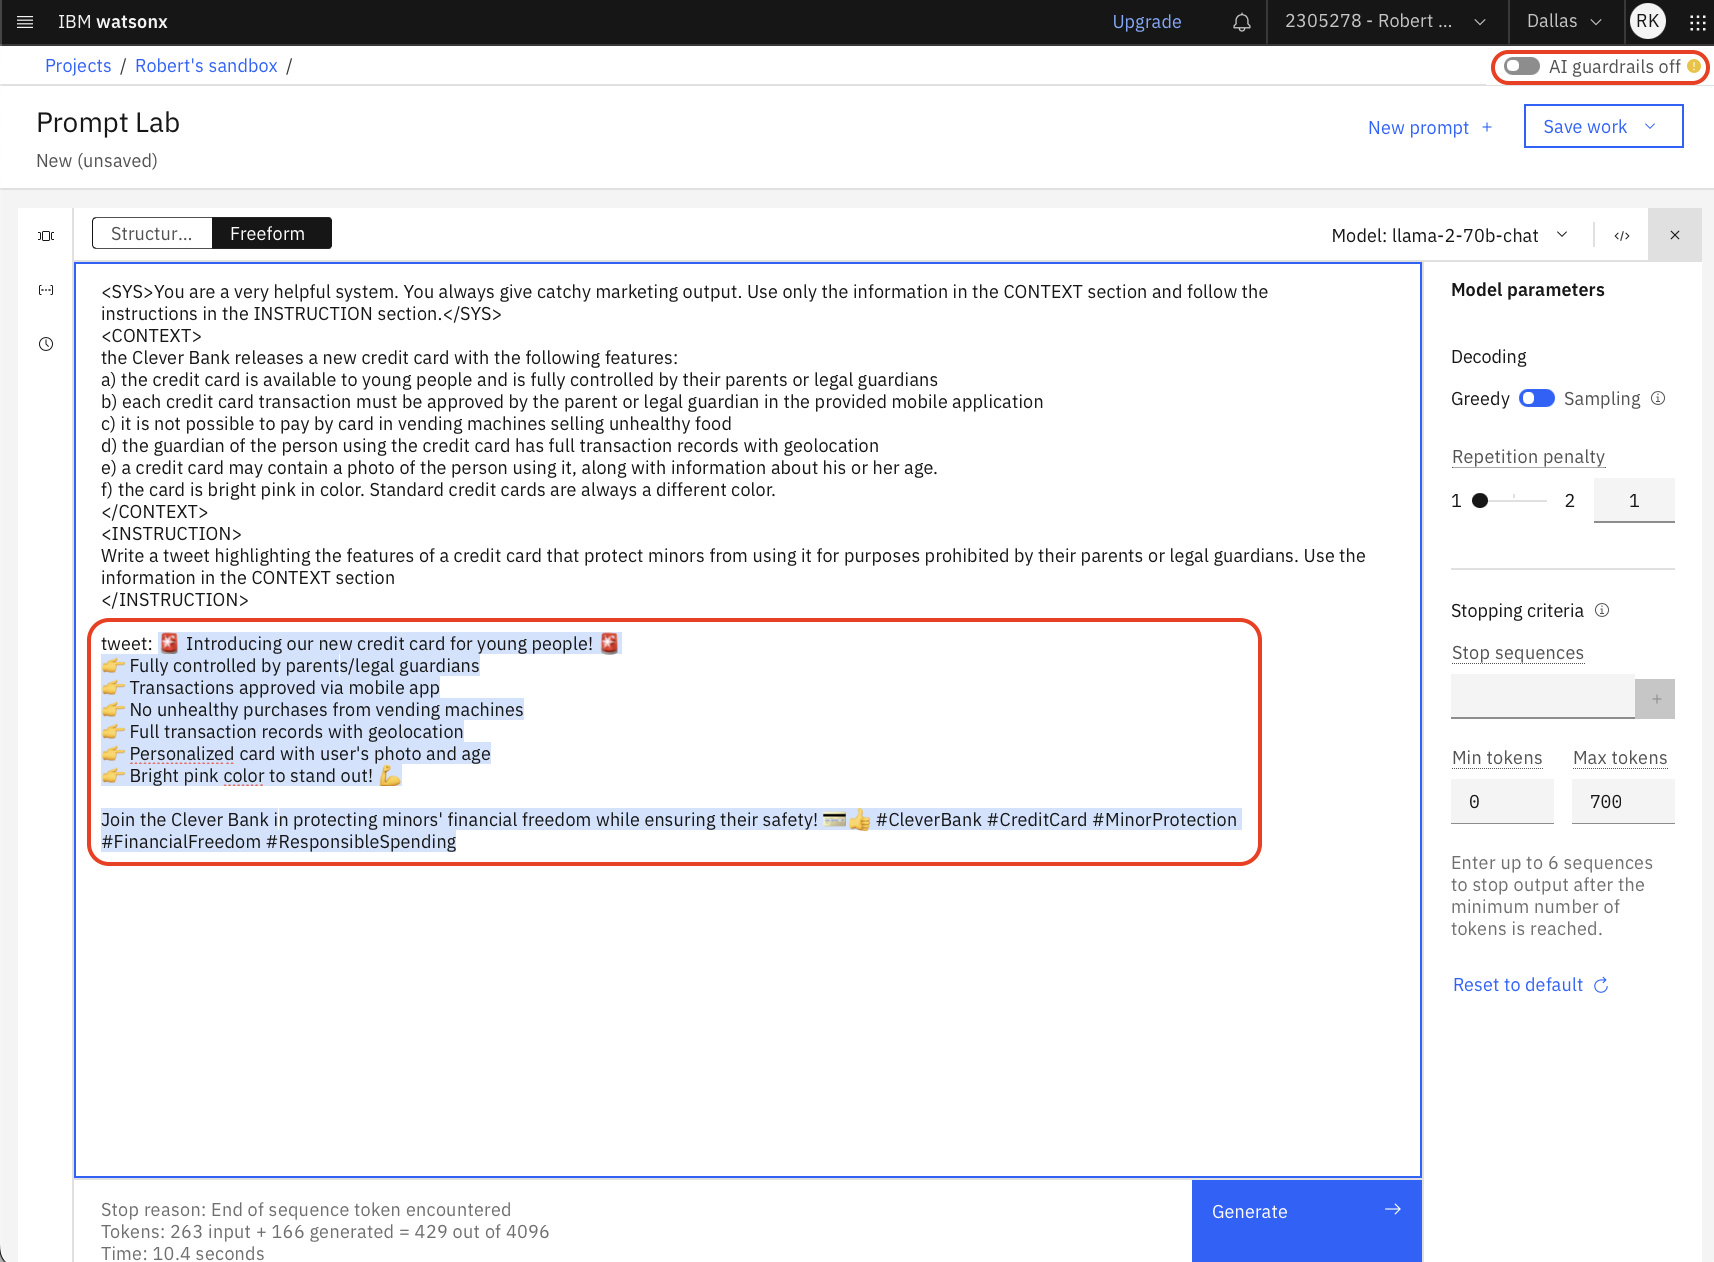 IBM watsonx
Upgrade
2305278 - Robert ...
Dallas
RK
Projects / Robert's sandbox /
AI guardrails off
Prompt Lab
New (unsaved)
New prompt +
Save work
Structur...
Freeform
Model: llama-2-70b-chat
</>
<SYS>You are a very helpful system. You always give catchy marketing output. Use only the information in the CONTEXT section and follow the
instructions in the INSTRUCTION section.</SYS>
<CONTEXT>
the Clever Bank releases a new credit card with the following features:
a) the credit card is available to young people and is fully controlled by their parents or legal guardians
b) each credit card transaction must be approved by the parent or legal guardian in the provided mobile application
c) it is not possible to pay by card in vending machines selling unhealthy food
d) the guardian of the person using the credit card has full transaction records with geolocation
e) a credit card may contain a photo of the person using it, along with information about his or her age.
f) the card is bright pink in color. Standard credit cards are always a different color.
</CONTEXT>
<INSTRUCTION>
Write a tweet highlighting the features of a credit card that protect minors from using it for purposes prohibited by their parents or legal guardians. Use the
information in the CONTEXT section
</INSTRUCTION>
tweet: 🚨 Introducing our new credit card for young people! 🚨
👉 Fully controlled by parents/legal guardians
👉 Transactions approved via mobile app
👉 No unhealthy purchases from vending machines
👉 Full transaction records with geolocation
👉 Personalized card with user's photo and age
👉 Bright pink color to stand out! 💪
Join the Clever Bank in protecting minors' financial freedom while ensuring their safety! 💳👍 #CleverBank #CreditCard #MinorProtection
#FinancialFreedom #ResponsibleSpending
Stop reason: End of sequence token encountered
Tokens: 263 input + 166 generated = 429 out of 4096
Time: 10.4 seconds
Generate
Model parameters
Decoding
Greedy
Sampling
Repetition penalty
1
2
1
Stopping criteria
Stop sequences
+
Min tokens
Max tokens
0
700
Enter up to 6 sequences
to stop output after the
minimum number of
tokens is reached.
Reset to default